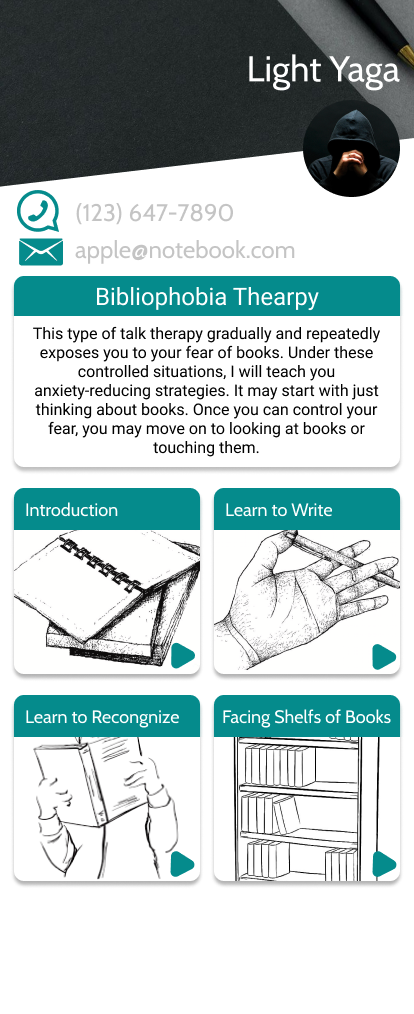 Light Yaga
(123) 647-7890
apple@notebook.com
Bibliophobia Thearpy
This type of talk therapy gradually and repeatedly
exposes you to your fear of books. Under these
controlled situations, I will teach you
anxiety-reducing strategies. It may start with just
thinking about books. Once you can control your
fear, you may move on to looking at books or
touching them.
Introduction
Learn to Write
Learn to Recongnize
Facing Shelfs of Books